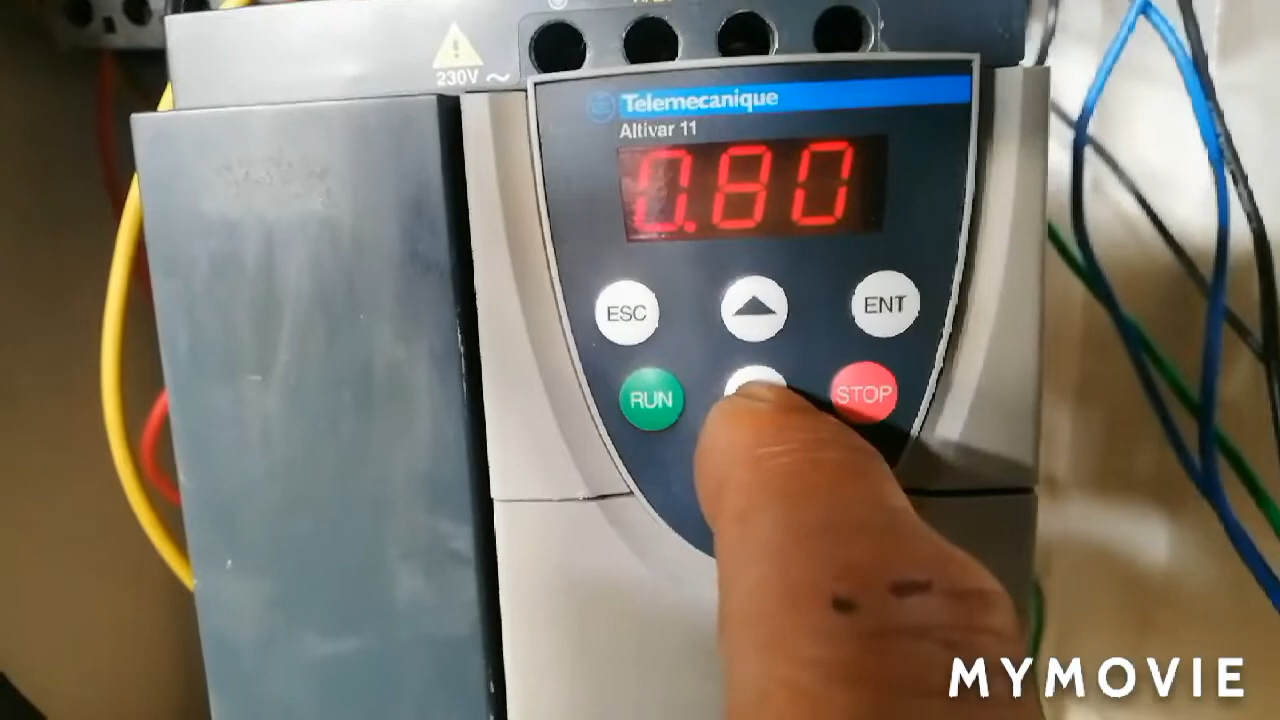 230V ~
Telemecanique
Altivar 11
0.80
ESC
ENT
RUN
STOP
MYMOVIE